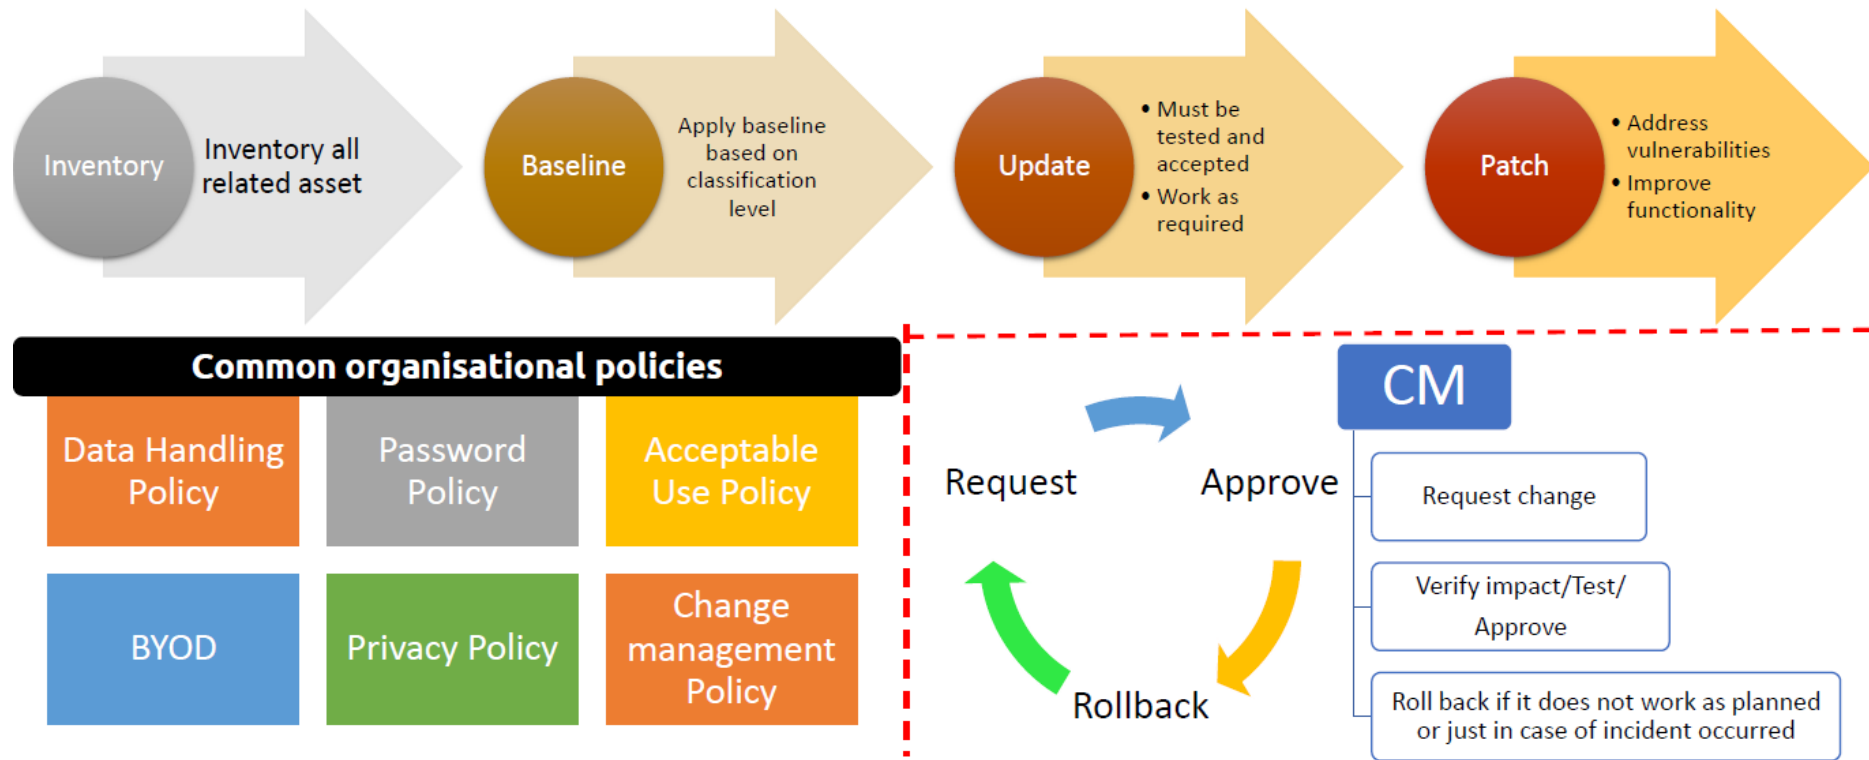 Inventory
Inventory all
related asset
Baseline
Apply baseline
based on
classification
level
Update
• Must be
tested and
accepted
• Work as
required
Patch
• Address
vulnerabilities
• Improve
functionality
Common organisational policies
Data Handling
Policy
Password
Policy
Acceptable
Use Policy
BYOD
Privacy Policy
Change
management
Policy
Request
Approve
Rollback
CM
Request change
Verify impact/Test/
Approve
Roll back if it does not work as planned
or just in case of incident occurred